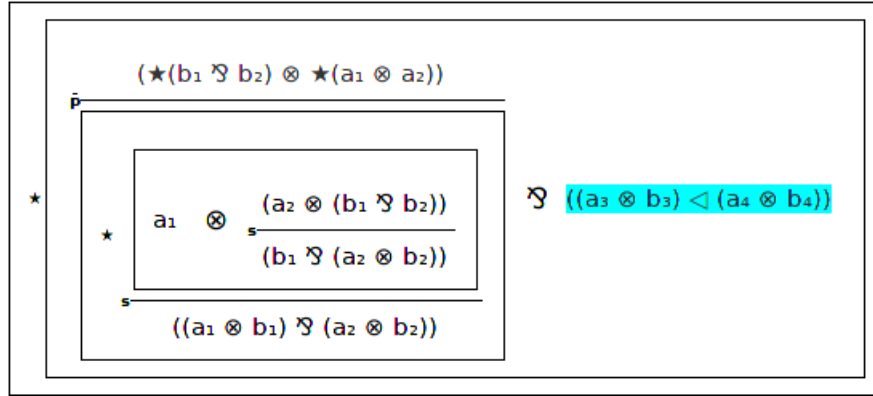 (★(b₁ ⅋ b₂) ⊗ ★(a₁ ⊗ a₂))
p̄
★ ★ a₁ ⊗ (a₂ ⊗ (b₁ ⅋ b₂)) ⅋ ((a₃ ⊗ b₃) ◁ (a₄ ⊗ b₄))
s
(b₁ ⅋ (a₂ ⊗ b₂))
s
((a₁ ⊗ b₁) ⅋ (a₂ ⊗ b₂))